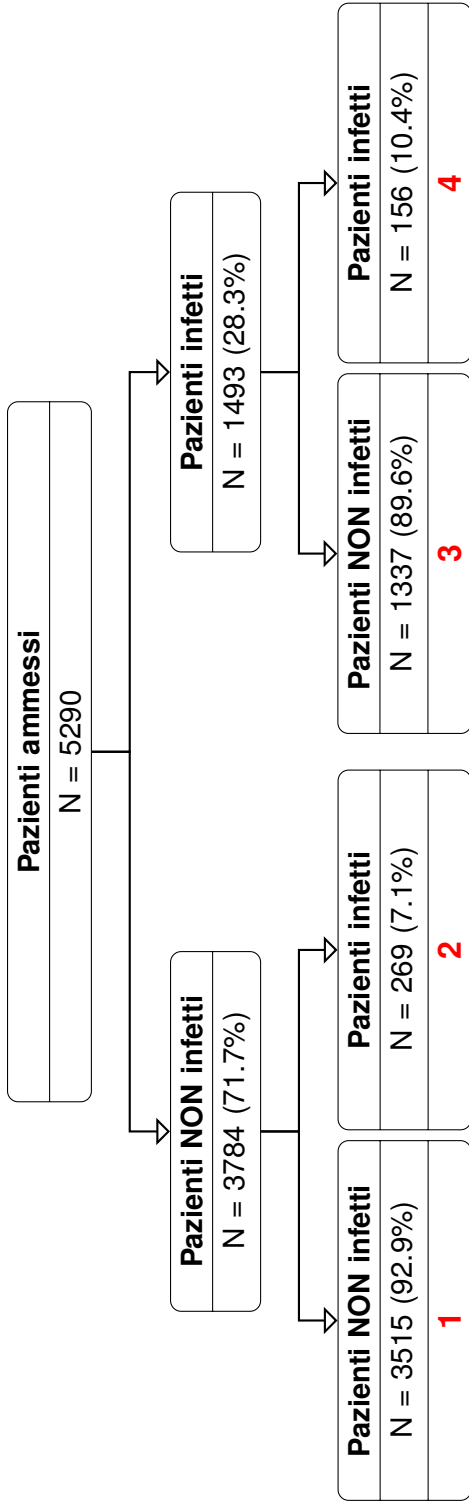 Pazienti ammessi
N = 5290
Pazienti NON infetti
N = 3784 (71.7%)
Pazienti infetti
N = 1493 (28.3%)
Pazienti NON infetti
N = 3515 (92.9%)
1
Pazienti infetti
N = 269 (7.1%)
2
Pazienti NON infetti
N = 1337 (89.6%)
3
Pazienti infetti
N = 156 (10.4%)
4